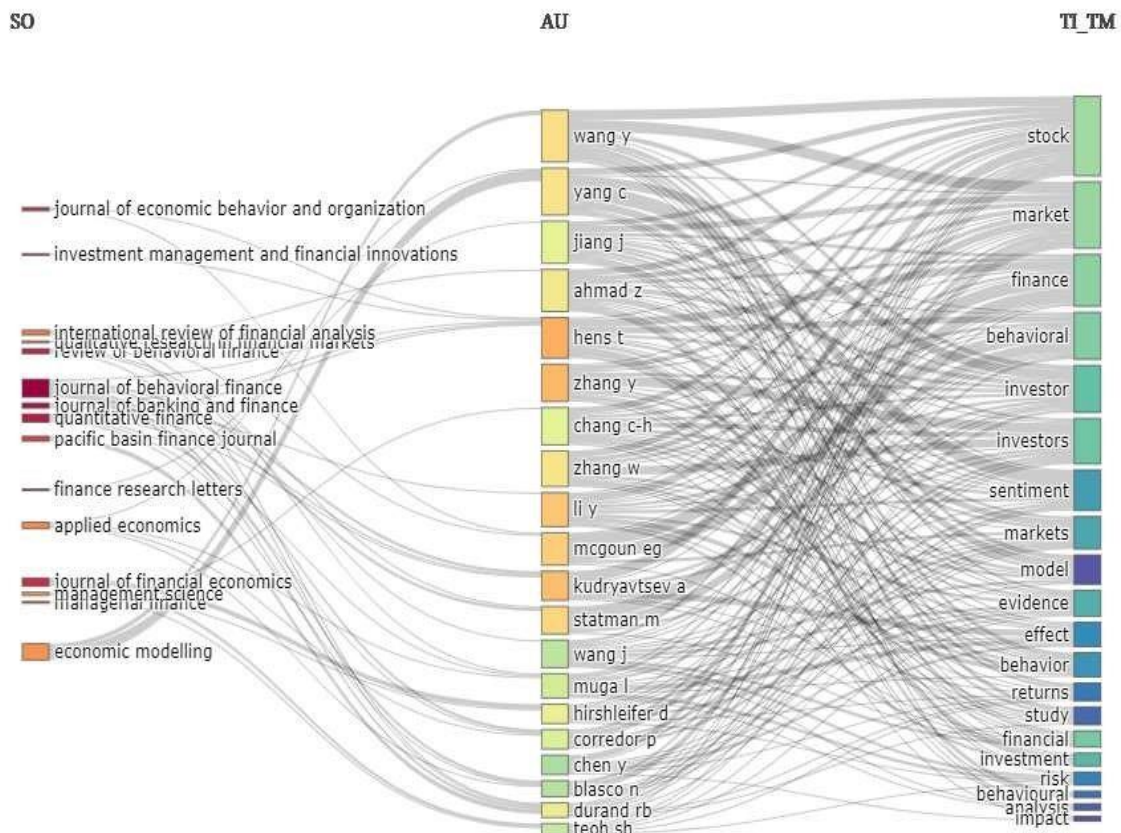 SO
AU
TI_TM
journal of economic behavior and organization
investment management and financial innovations
international review of financial analysis
qualitative research in financial markets
review of behavioral finance
journal of behavioral finance
journal of banking and finance
quantitative finance
pacific basin finance journal
finance research letters
applied economics
journal of financial economics
management science
managerial finance
economic modelling
wang y
yang c
jiang j
ahmad z
hens t
zhang y
chang c-h
zhang w
li y
mcgoun eg
kudryavtsev a
statman m
wang j
muga l
hirshleifer d
corredor p
chen y
blasco n
durand rb
teoh sh
stock
market
finance
behavioral
investor
investors
sentiment
markets
model
evidence
effect
behavior
returns
study
financial
investment
risk
behavioural
analysis
impact